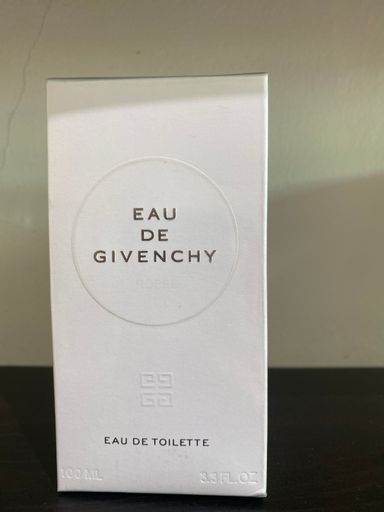 EAU
DE
GIVENCHY
EAU DE TOILETTE
100 ML 3.3 FL.OZ